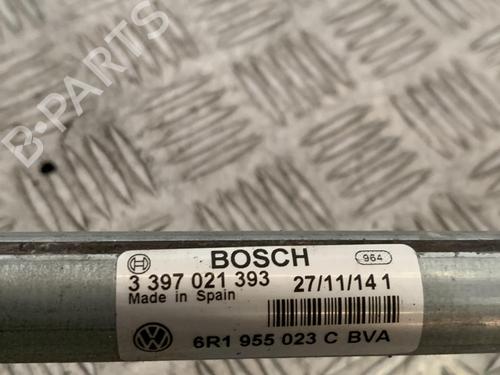 B-PARTS
BOSCH
964
3 397 021 393
27/11/14 1
Made in Spain
6R1 955 023 C BVA